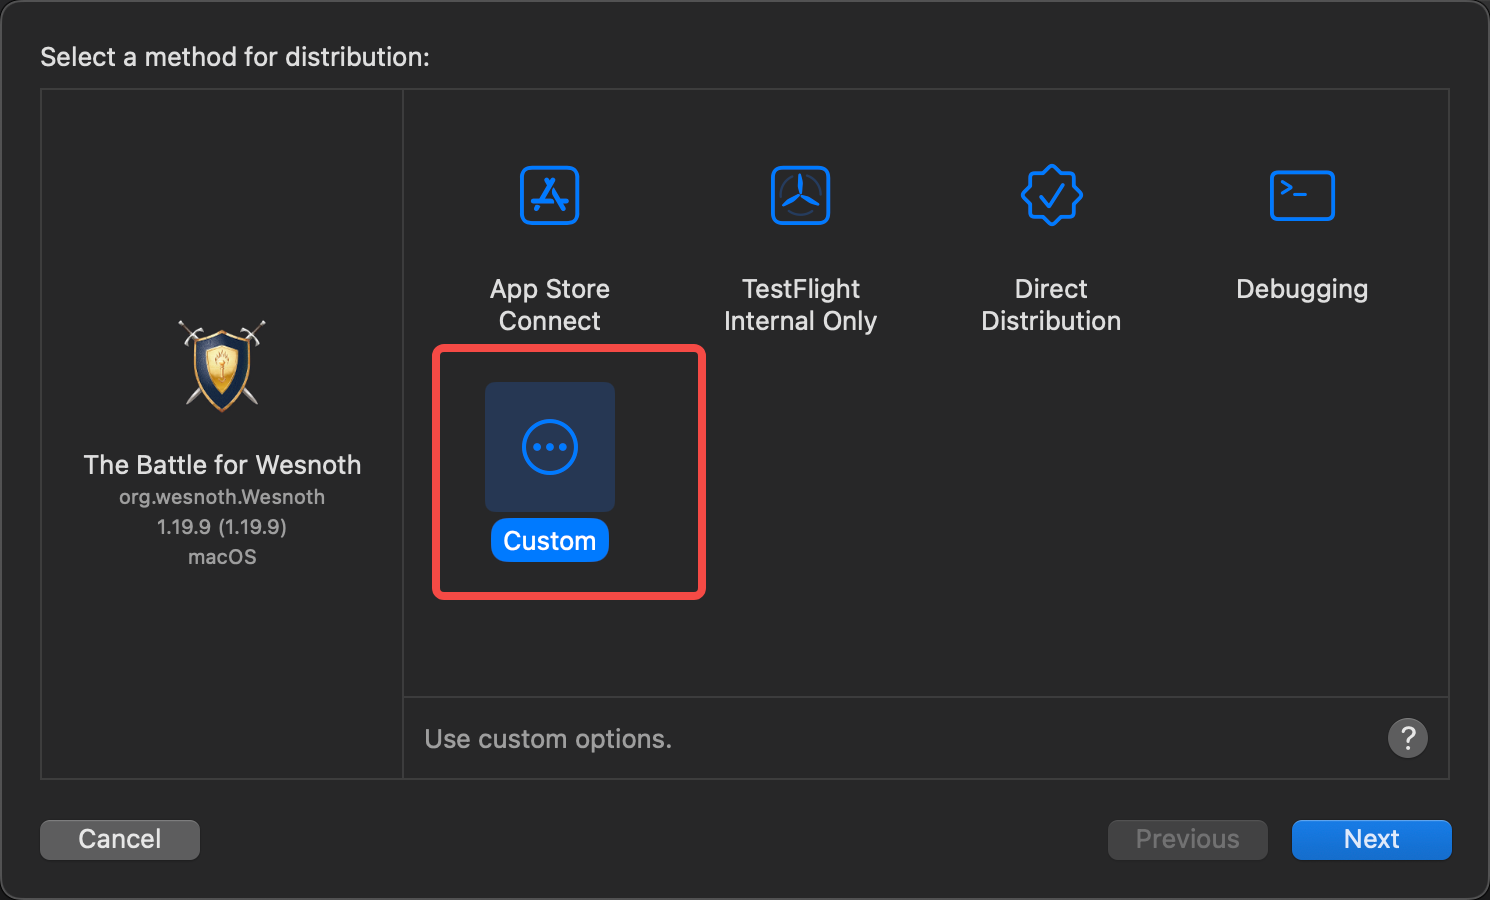 Select a method for distribution:
The Battle for Wesnoth
org.wesnoth.Wesnoth
1.19.9 (1.19.9)
macOS
App Store
Connect
TestFlight
Internal Only
Direct
Distribution
Debugging
Custom
Use custom options.
?
Cancel
Previous
Next